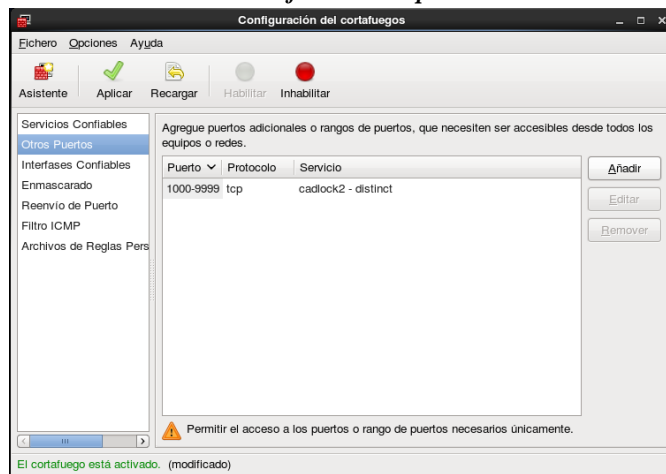 Configuración del cortafuegos
Fichero Opciones Ayuda
Asistente Aplicar Recargar Habilitar Inhabilitar
Servicios Confiables
Otros Puertos
Interfases Confiables
Enmascarado
Reenvío de Puerto
Filtro ICMP
Archivos de Reglas Pers
Agregue puertos adicionales o rangos de puertos, que necesiten ser accesibles desde todos los
equipos o redes.
Puerto Protocolo Servicio
1000-9999 tcp cadlock2 - distinct
Añadir
Editar
Remover
Permitir el acceso a los puertos o rango de puertos necesarios únicamente.
El cortafuego está activado. (modificado)